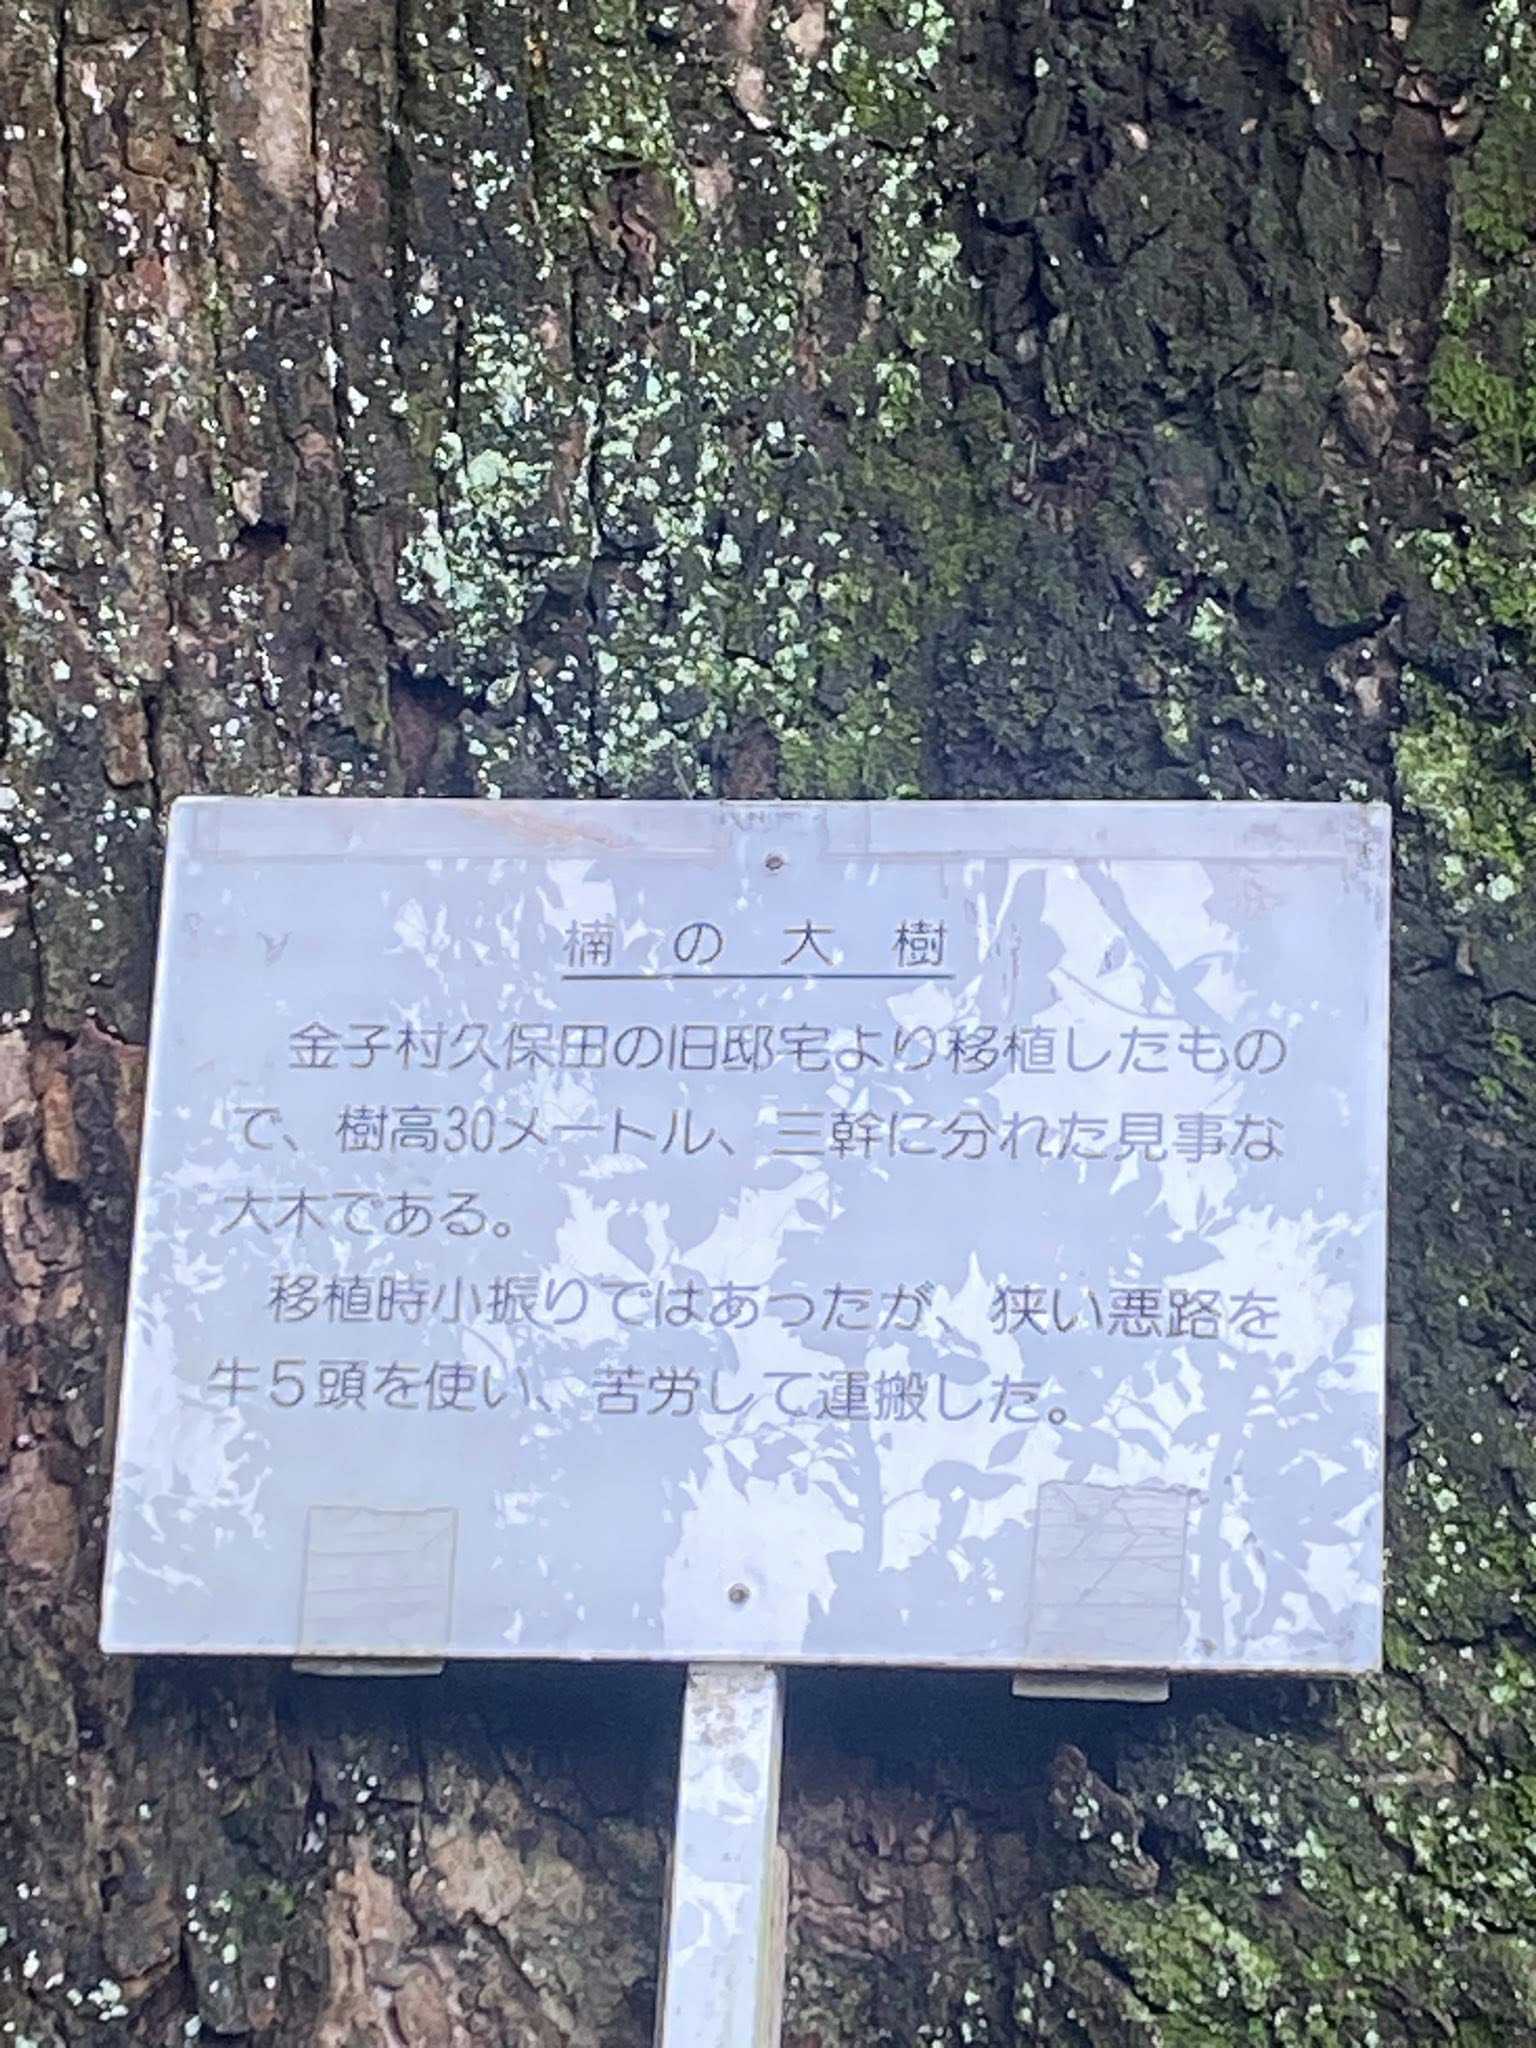 楠の大樹
金子村久保田の旧邸宅より移植したもの
で、樹高30メートル、三幹に分れた見事な
大木である。
移植時小振りではあったが、狭い悪路を
牛5頭を使い、苦労して運搬した。